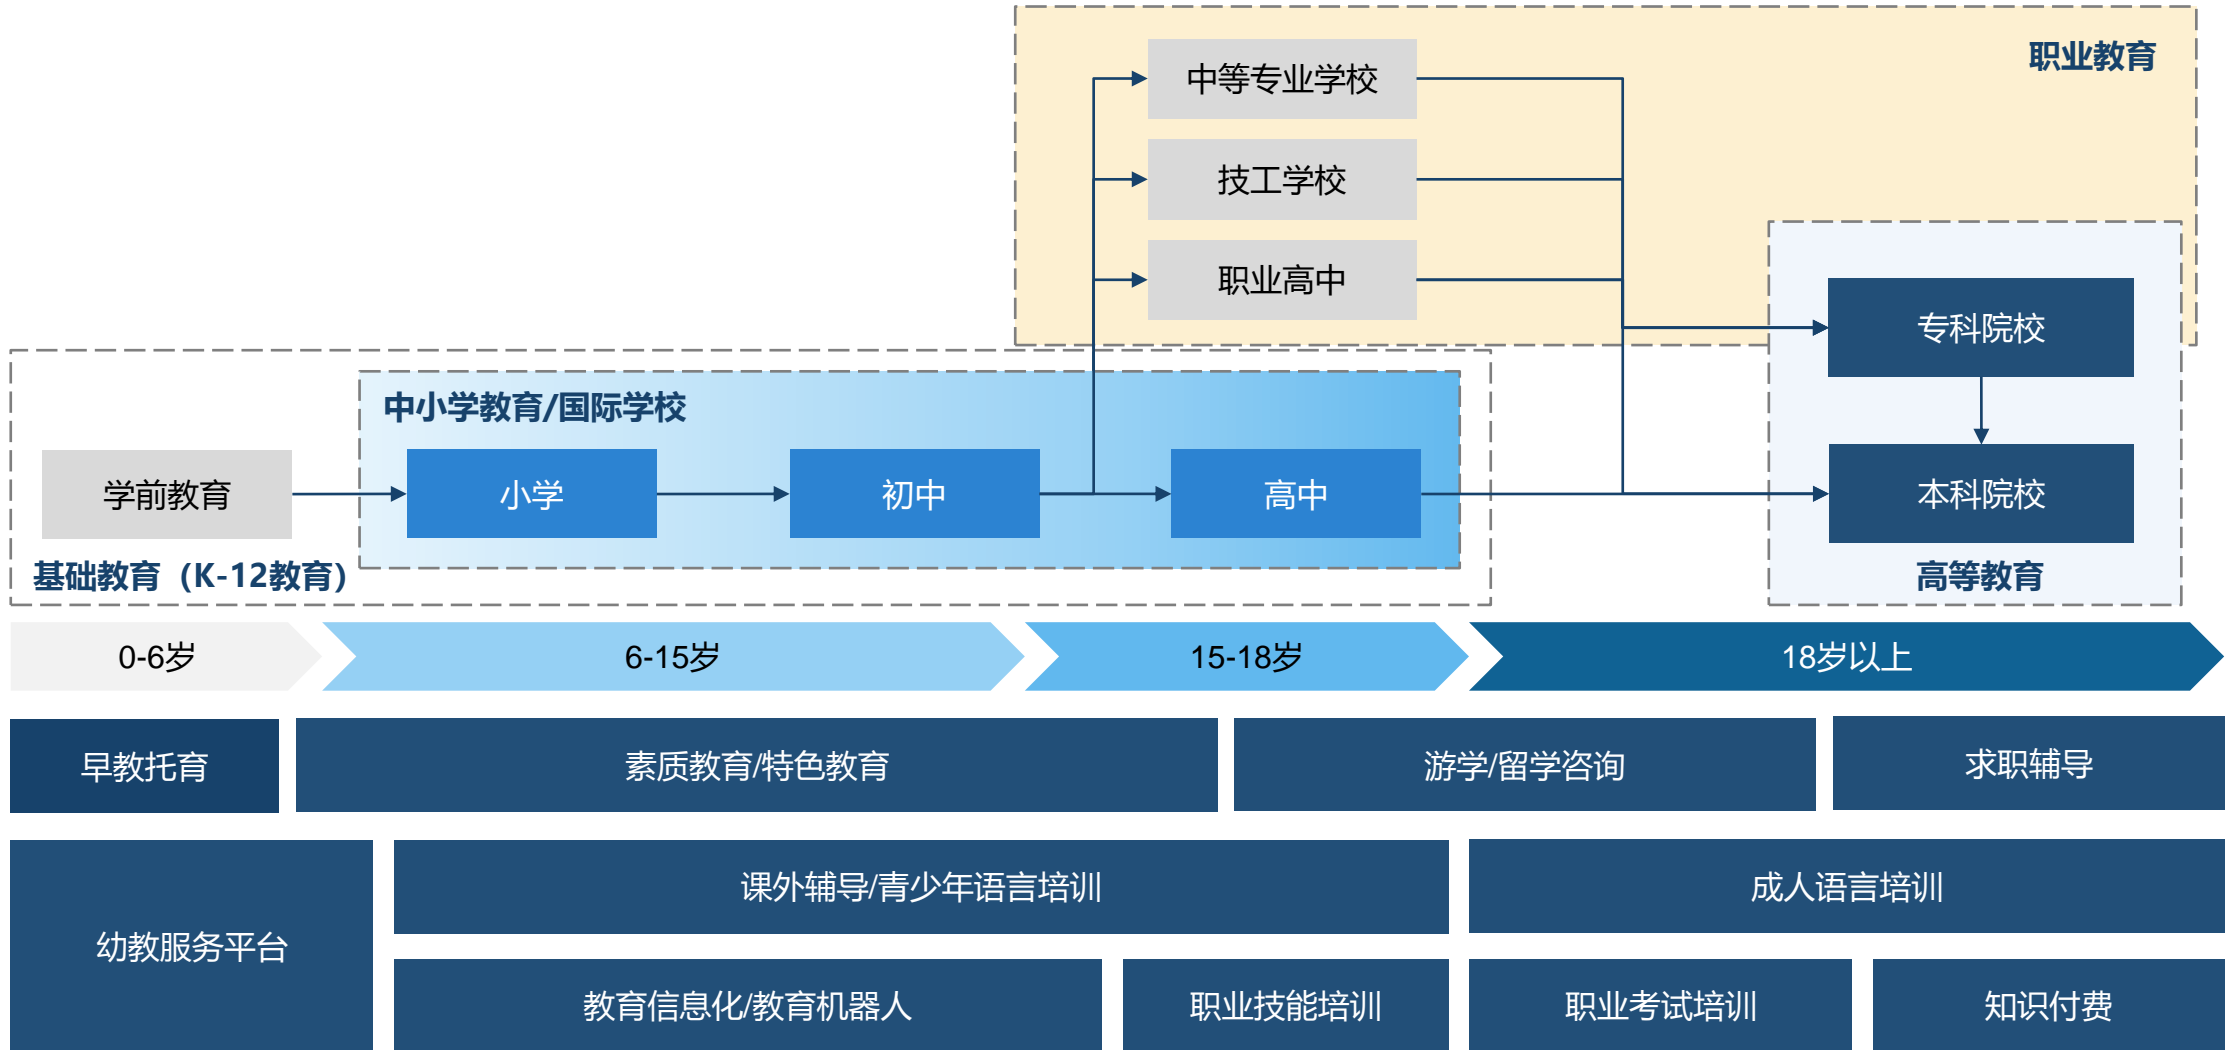 职业教育
中等专业学校
技工学校
职业高中
专科院校
中小学教育/国际学校
学前教育
小学
初中
高中
本科院校
基础教育（K-12教育）
高等教育
0-6岁
6-15岁
15-18岁
18岁以上
早教托育
素质教育/特色教育
游学/留学咨询
求职辅导
幼教服务平台
课外辅导/青少年语言培训
成人语言培训
教育信息化/教育机器人
职业技能培训
职业考试培训
知识付费